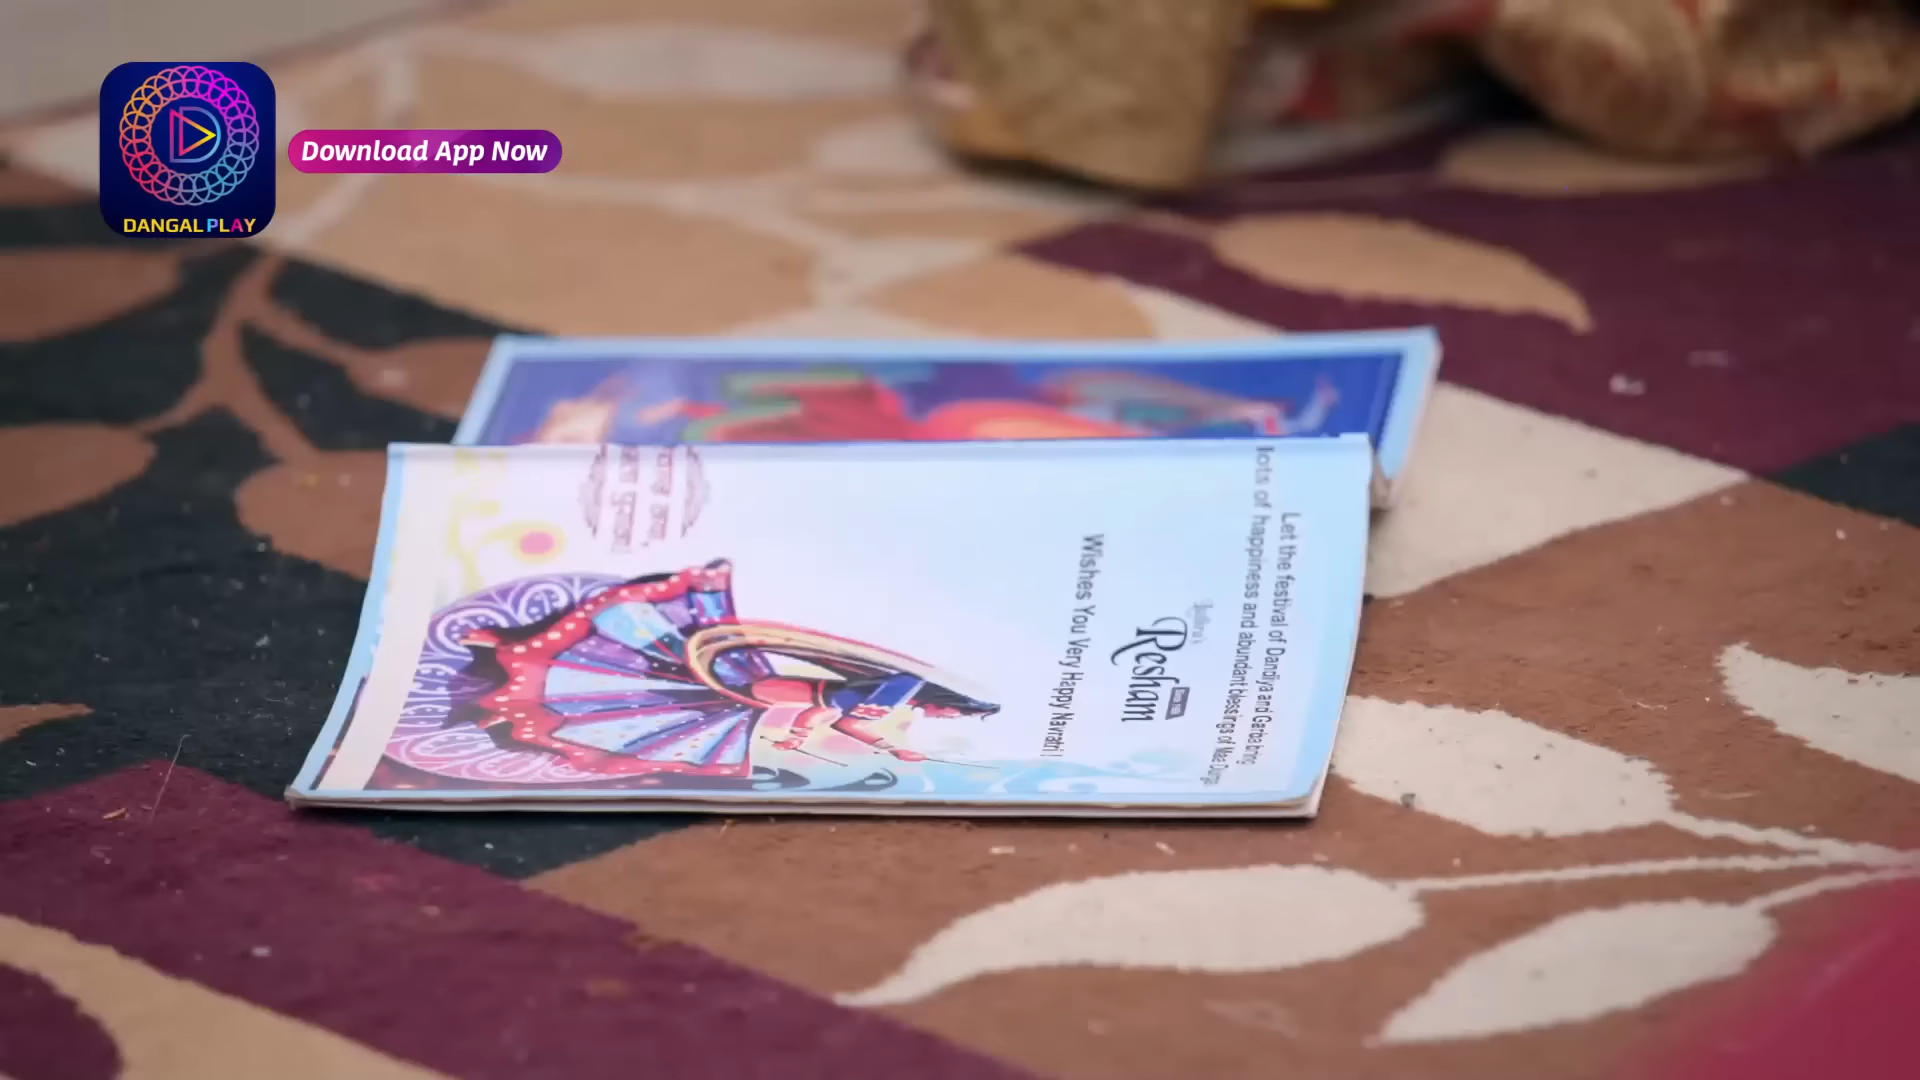 DANGAL PLAY
Download App Now
Let the festival of Dandiya and Garba bring
lots of happiness and abundant blessings of Maa Durga
Resham
Wishes You Very Happy Navratri !